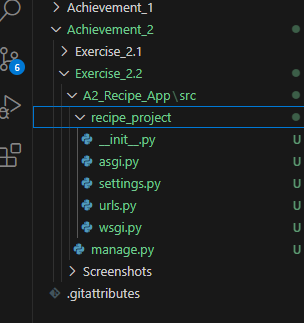 Achievement_1
Achievement_2
Exercise_2.1
Exercise_2.2
A2_Recipe_App\src
recipe_project
__init__.py U
asgi.py U
6
settings.py U
urls.py U
wsgi.py U
manage.py U
Screenshots
.gitattributes